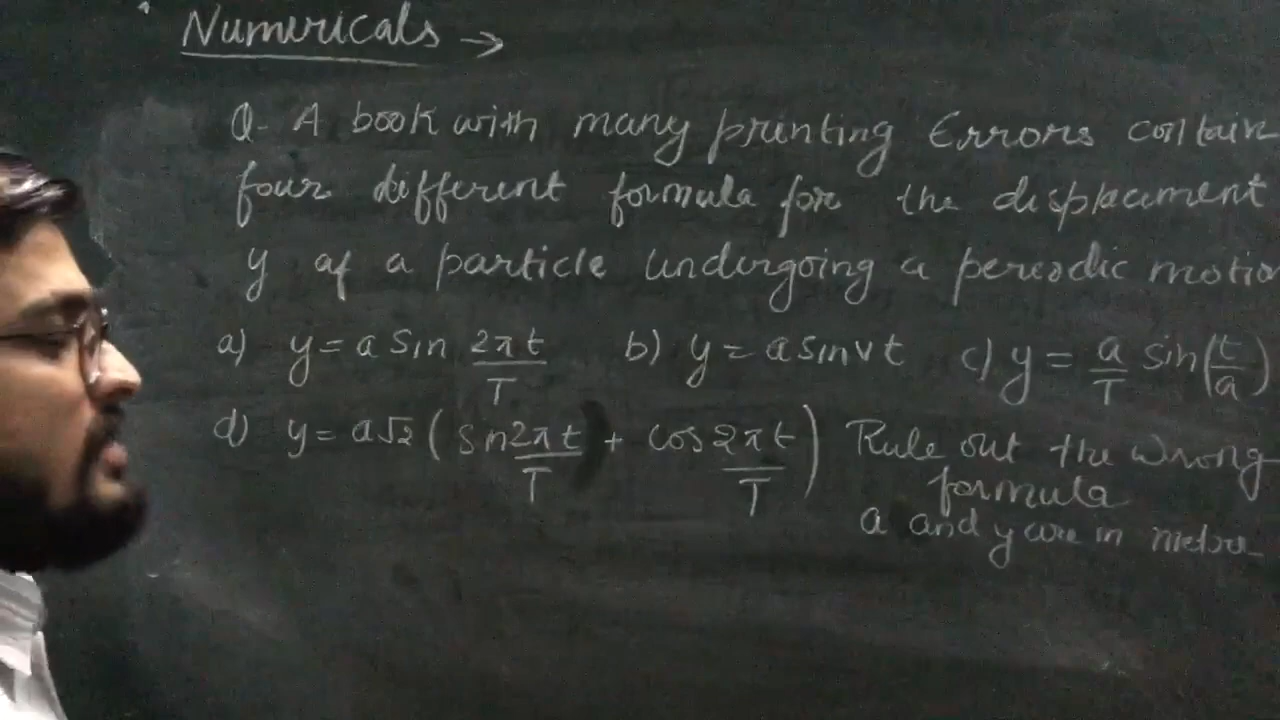 Numericals →
Q. A book with many printing Errors contain
four different formula for the displacement
y of a particle undergoing a periodic motio
a) y = a sin 2πt/T b) y = a sin vt c) y = a/T sin(t/a)
d) y = a√2 ( sin 2πt/T + cos 2πt/T ) Rule out the wrong
formula
a and y are in metre